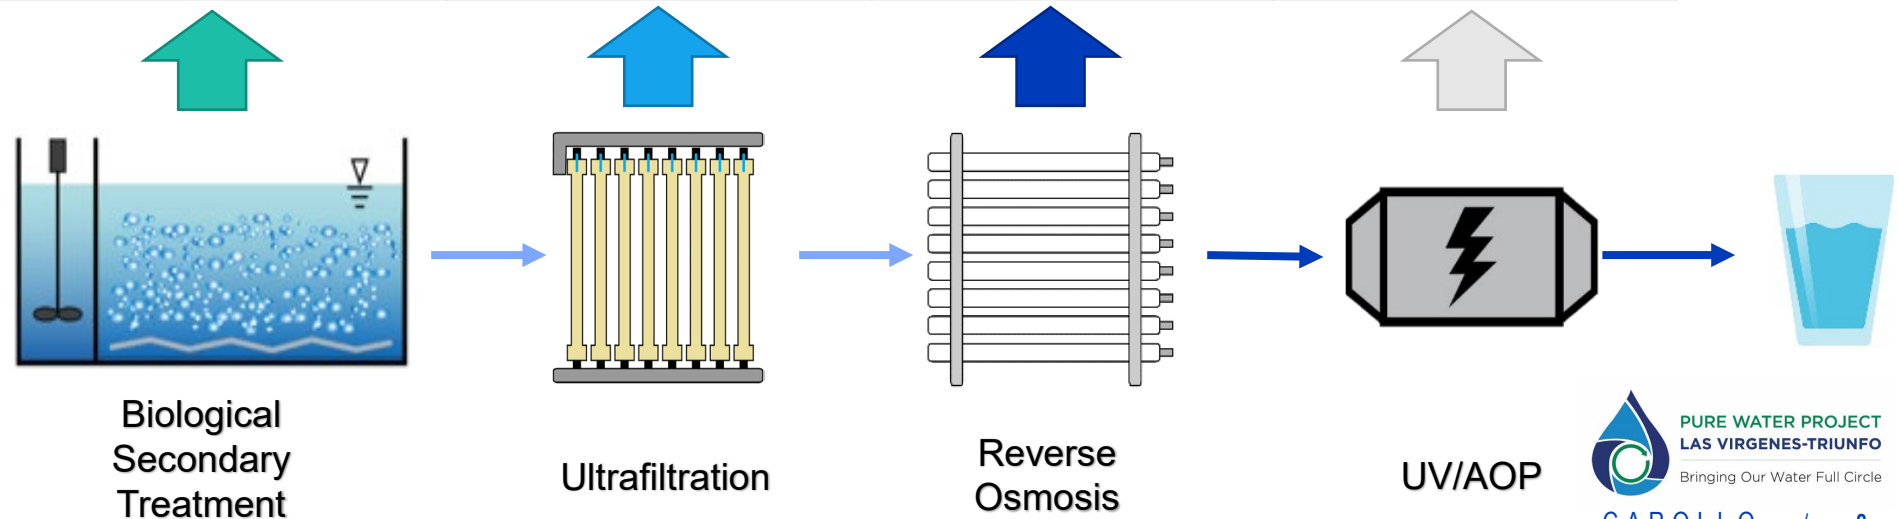 Biological
Secondary
Treatment
Ultrafiltration
Reverse
Osmosis
UV/AOP
PURE WATER PROJECT
LAS VIRGENES-TRIUNFO
Bringing Our Water Full Circle